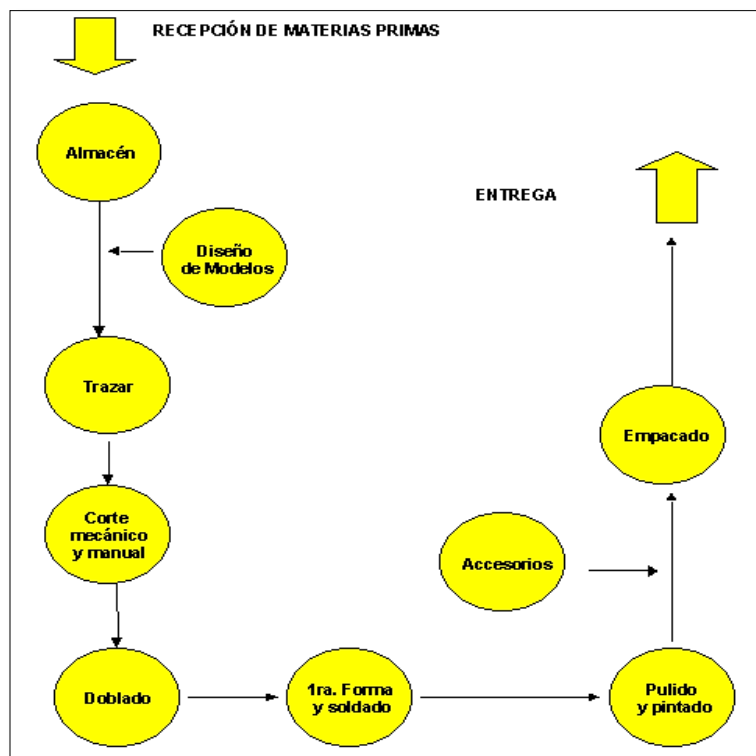 RECEPCIÓN DE MATERIAS PRIMAS
Almacén
Diseño
de Modelos
Trazar
Corte
mecánico
y manual
Doblado
1ra. Forma
y soldado
Pulido
y pintado
Accesorios
Empacado
ENTREGA